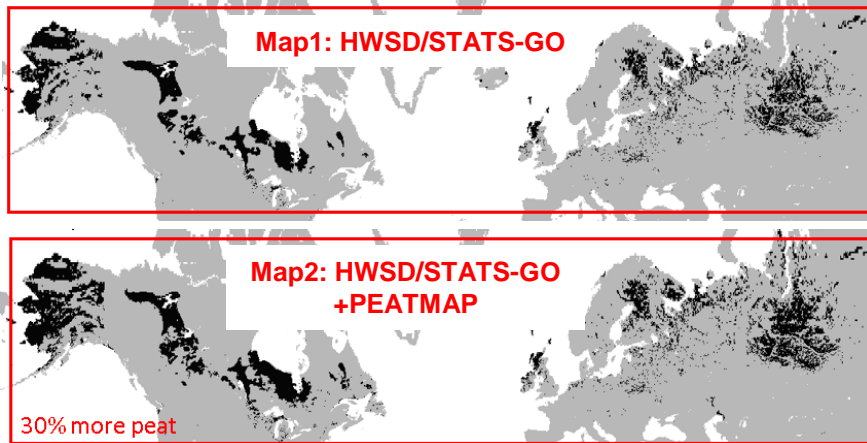 Map1: HWSD/STATS-GO
Map2: HWSD/STATS-GO
+PEATMAP
30% more peat